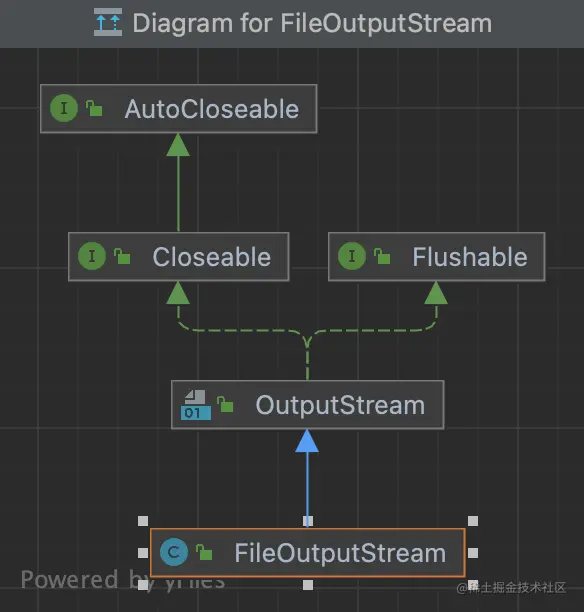 Diagram for FileOutputStream
I AutoCloseable
I Closeable
I Flushable
01 OutputStream
C FileOutputStream
Powered by yFiles
@稀土掘金技术社区